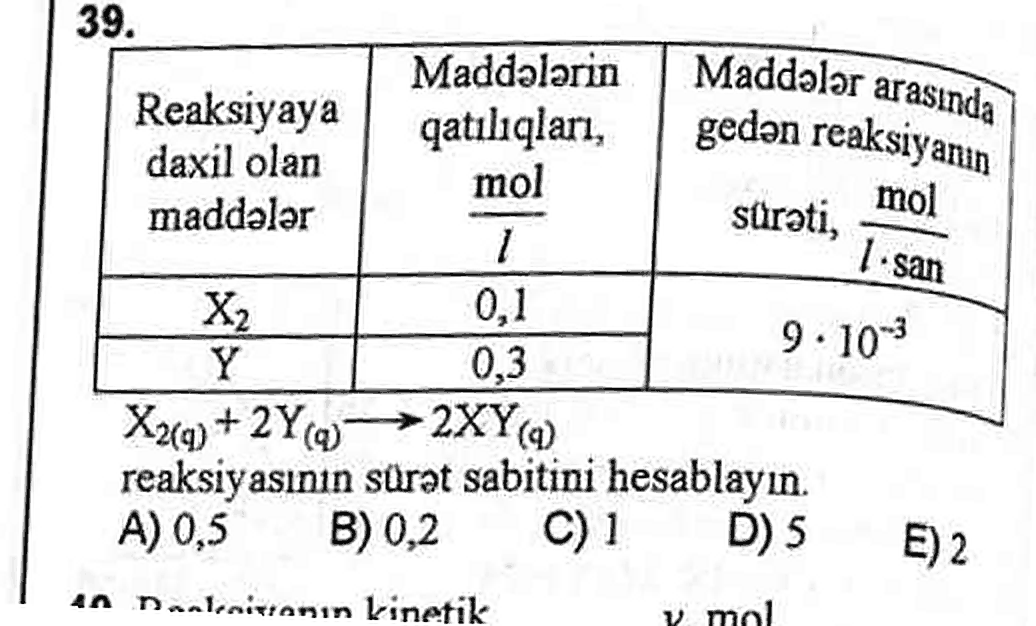 39.
Reaksiyaya
daxil olan
maddələr
Maddələrin
qatılıqları,
mol
l
Maddələr arasında
gedən reaksiyanın
sürəti, mol
l · san
X₂
0,1
9 · 10⁻³
Y
0,3
X₂₍q₎ + 2Y₍q₎ → 2XY₍q₎
reaksiyasının sürət sabitini hesablayın.
A) 0,5 B) 0,2 C) 1 D) 5 E) 2
kinetik mol